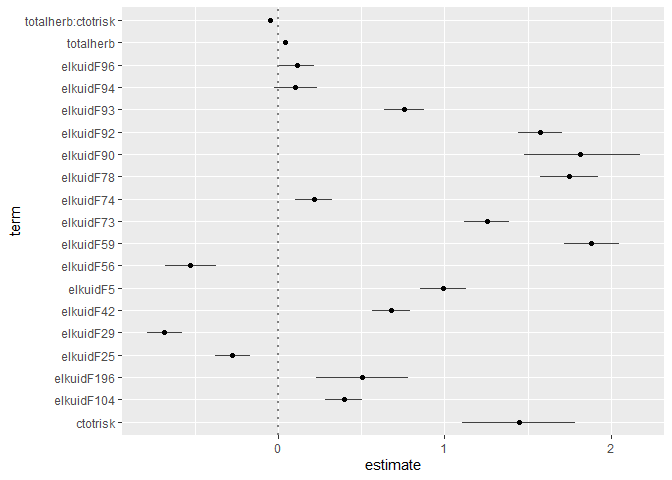 totalherb:ctotrisk
totalherb
elkuidF96
elkuidF94
elkuidF93
elkuidF92
elkuidF90
elkuidF78
elkuidF74
elkuidF73
elkuidF59
elkuidF56
elkuidF5
elkuidF42
elkuidF29
elkuidF25
elkuidF196
elkuidF104
ctotrisk
term
0 1 2
estimate